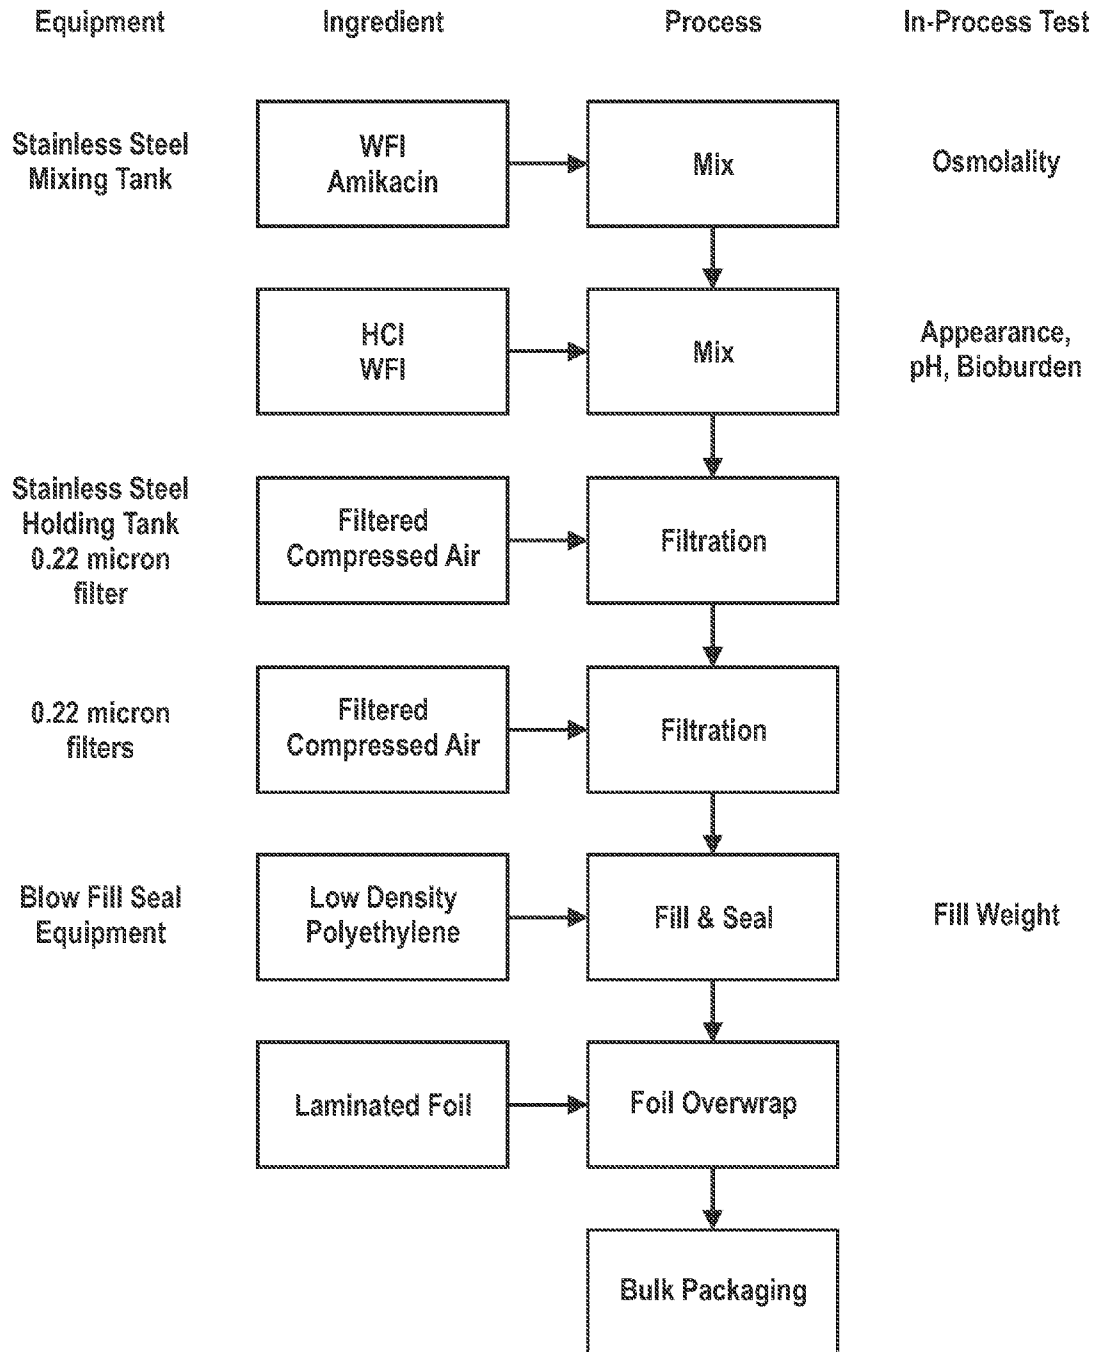 Equipment
Ingredient
Process
In-Process Test
Stainless Steel
Mixing Tank
WFI
Amikacin
Mix
Osmolality
HCl
WFI
Mix
Appearance,
pH, Bioburden
Stainless Steel
Holding Tank
0.22 micron
filter
Filtered
Compressed Air
Filtration
0.22 micron
filters
Filtered
Compressed Air
Filtration
Blow Fill Seal
Equipment
Low Density
Polyethylene
Fill & Seal
Fill Weight
Laminated Foil
Foil Overwrap
Bulk Packaging